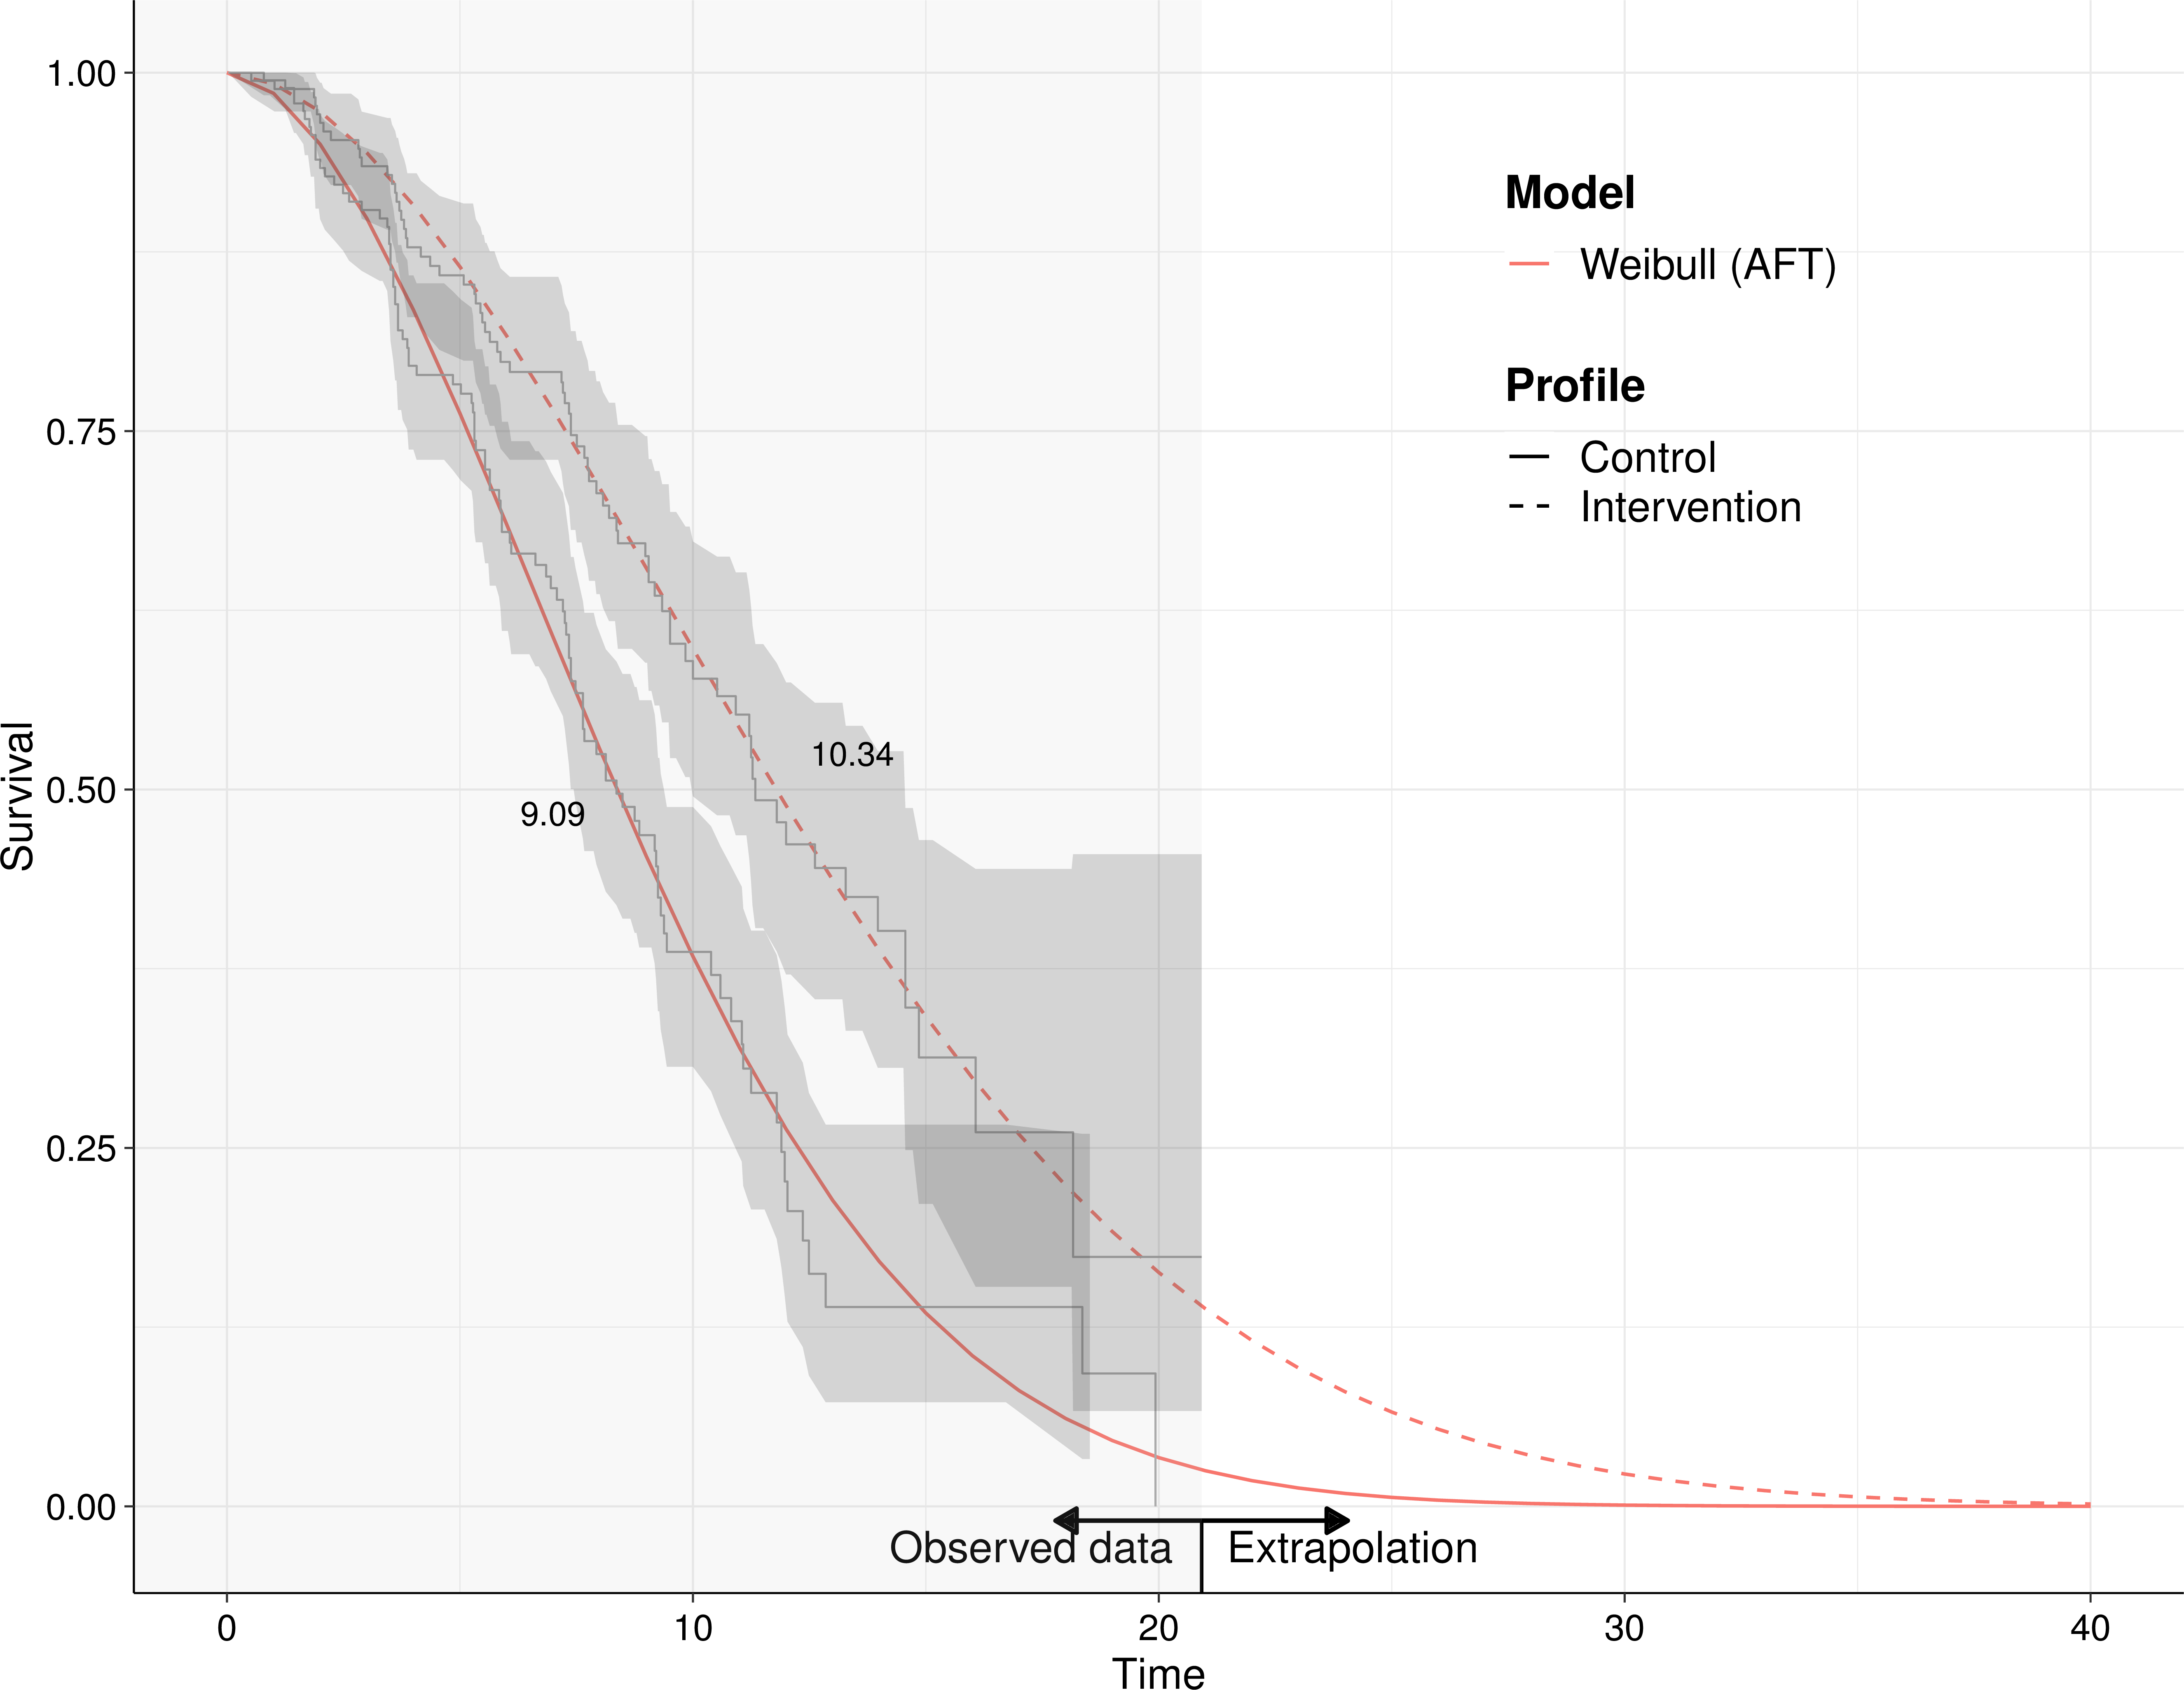 1.00
0.75
0.50
0.25
0.00
Survival
Model
Weibull (AFT)
Profile
Control
Intervention
10.34
9.09
Observed data
Extrapolation
0
10
20
30
40
Time